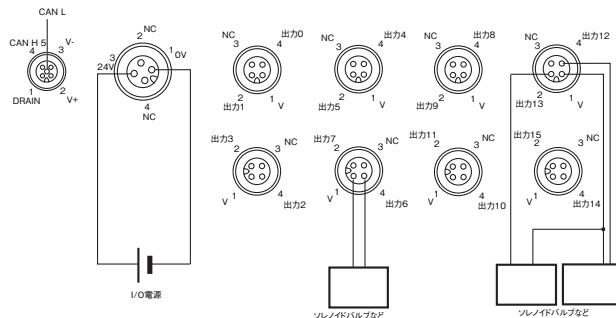 CAN L
CAN H 5
4
3
V-
1
DRAIN
2
V+
NC
2
3
24V
1
0V
4
NC
NC
3
出力0
4
2
出力1
1
V
NC
3
出力4
4
2
出力5
1
V
NC
3
出力8
4
2
出力9
1
V
NC
3
出力12
4
2
出力13
1
V
出力3
2
3
NC
V
1
4
出力2
出力7
2
3
NC
V
1
4
出力6
出力11
2
3
NC
V
1
4
出力10
出力15
2
3
NC
V
1
4
出力14
I/O電源
ソレノイドバルブなど
ソレノイドバルブなど